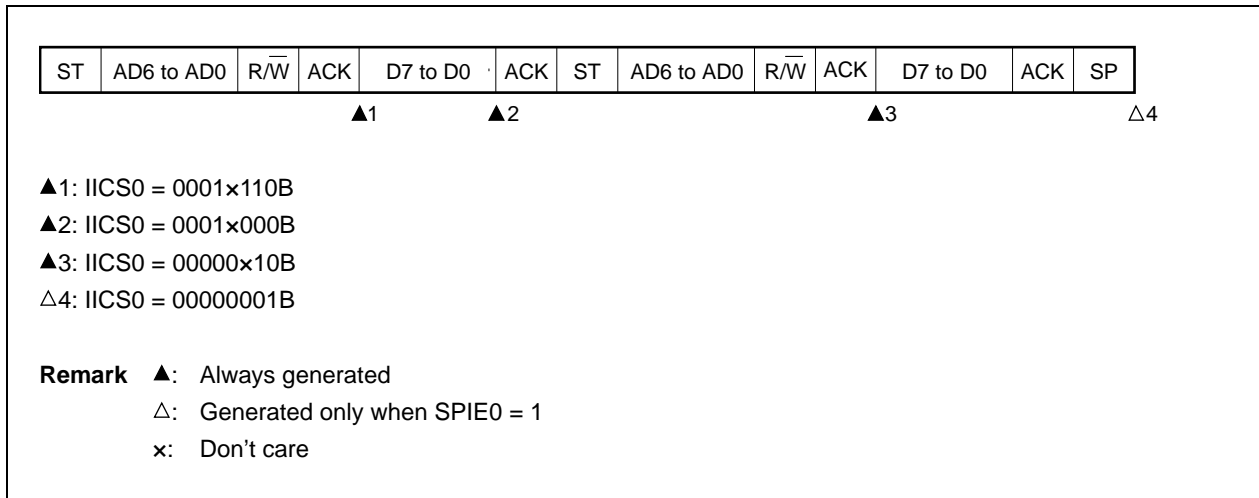 ST AD6 to AD0 R/W̅ ACK D7 to D0 ACK ST AD6 to AD0 R/W̅ ACK D7 to D0 ACK SP
▲1 ▲2 ▲3 △4
▲1: IICS0 = 0001×110B
▲2: IICS0 = 0001×000B
▲3: IICS0 = 00000×10B
△4: IICS0 = 00000001B
Remark ▲: Always generated
△: Generated only when SPIE0 = 1
×: Don't care